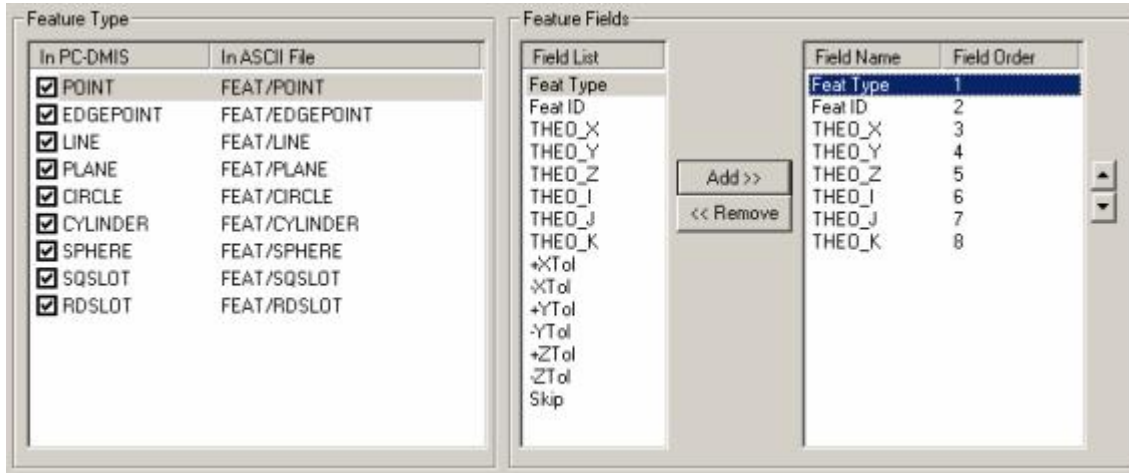 Feature Type
In PC-DMIS In ASCII File
POINT FEAT/POINT
EDGEPOINT FEAT/EDGEPOINT
LINE FEAT/LINE
PLANE FEAT/PLANE
CIRCLE FEAT/CIRCLE
CYLINDER FEAT/CYLINDER
SPHERE FEAT/SPHERE
SQSLOT FEAT/SQSLOT
RDSLOT FEAT/RDSLOT
Feature Fields
Field List
Feat Type
Feat ID
THEO_X
THEO_Y
THEO_Z
THEO_I
THEO_J
THEO_K
+XTol
-XTol
+YTol
-YTol
+ZTol
-ZTol
Skip
Add >>
<< Remove
Field Name Field Order
Feat Type 1
Feat ID 2
THEO_X 3
THEO_Y 4
THEO_Z 5
THEO_I 6
THEO_J 7
THEO_K 8